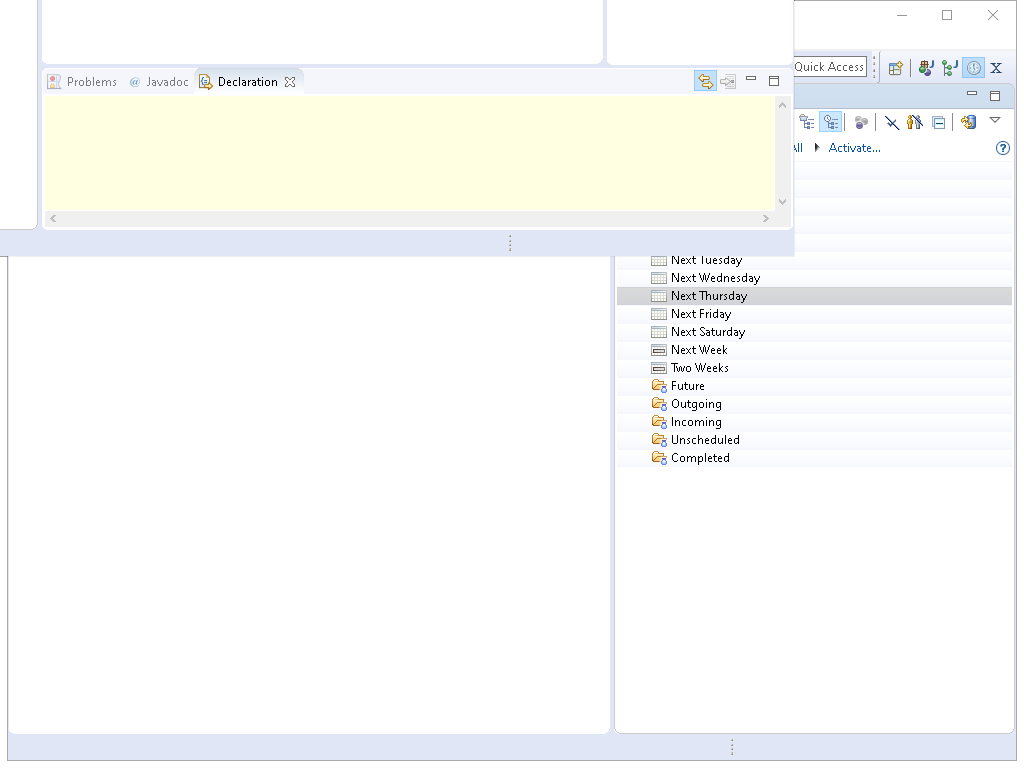 Quick Access
Problems @ Javadoc Declaration
X
All Activate...
Next Tuesday
Next Wednesday
Next Thursday
Next Friday
Next Saturday
Next Week
Two Weeks
Future
Outgoing
Incoming
Unscheduled
Completed